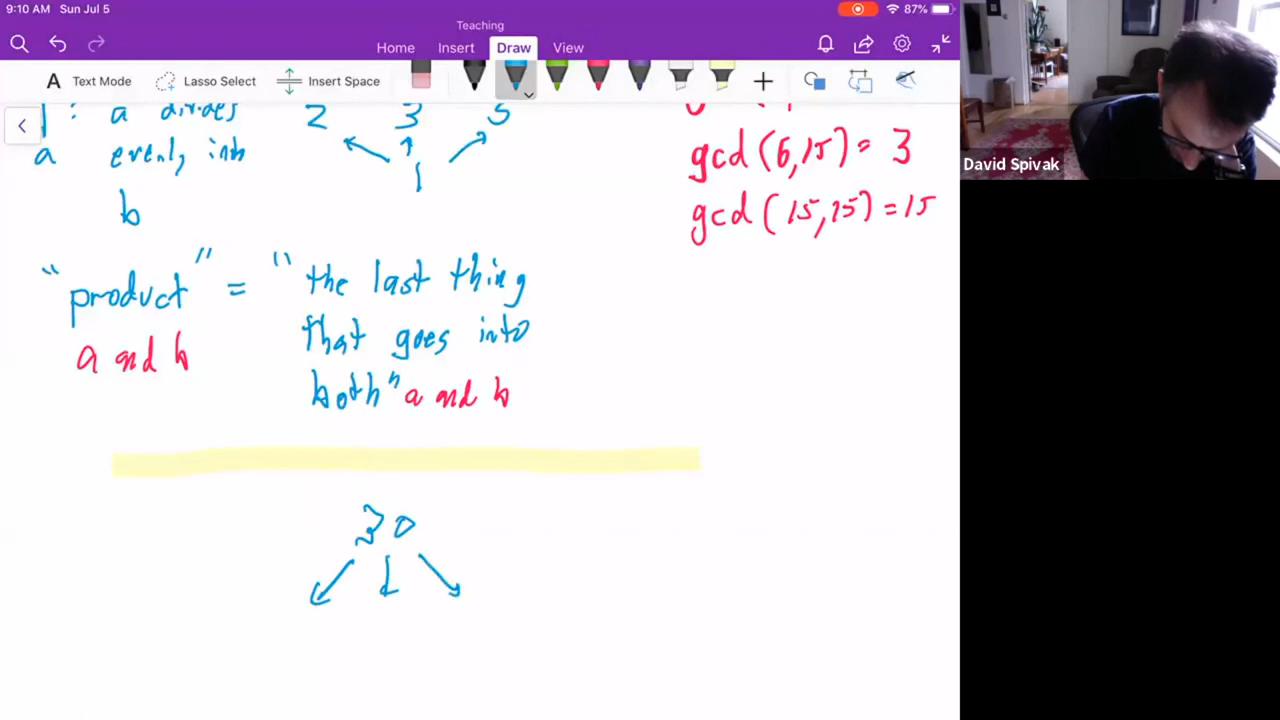 9:10 AM Sun Jul 5
87%
Teaching
Home Insert Draw View
A Text Mode Lasso Select Insert Space
: a divides
a evenly into
b
2 3 5
1
gcd(6,15) = 3
gcd(15,15) = 15
"product" = "the last thing
a and b
that goes into
both" a and b
30
David Spivak